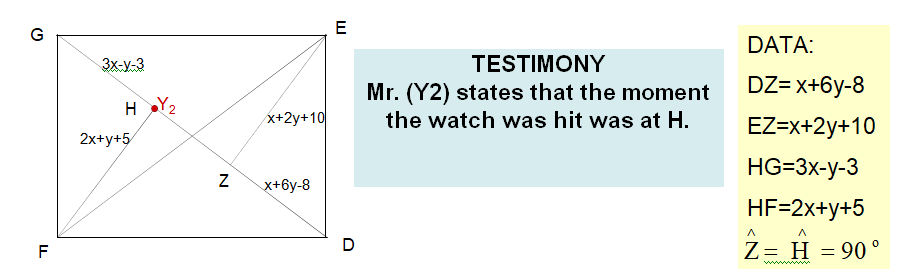 G
E
3x-y-3
H
Y2
x+2y+10
2x+y+5
Z
x+6y-8
F
D
TESTIMONY
Mr. (Y2) states that the moment
the watch was hit was at H.
DATA:
DZ= x+6y-8
EZ=x+2y+10
HG=3x-y-3
HF=2x+y+5
Ẑ = Ĥ = 90 º